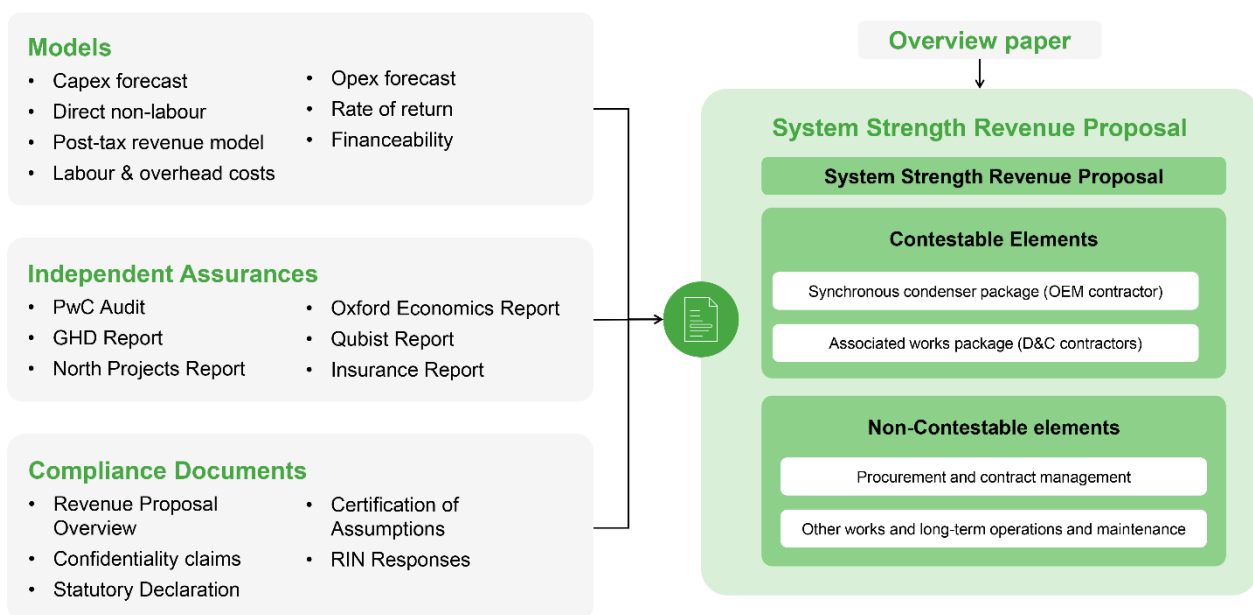 Models
• Capex forecast
• Direct non-labour
• Post-tax revenue model
• Labour & overhead costs
• Opex forecast
• Rate of return
• Financeability
Independent Assurances
• PwC Audit
• GHD Report
• North Projects Report
• Oxford Economics Report
• Qubist Report
• Insurance Report
Compliance Documents
• Revenue Proposal
Overview
• Confidentiality claims
• Statutory Declaration
• Certification of
Assumptions
• RIN Responses
Overview paper
System Strength Revenue Proposal
System Strength Revenue Proposal
Contestable Elements
Synchronous condenser package (OEM contractor)
Associated works package (D&C contractors)
Non-Contestable elements
Procurement and contract management
Other works and long-term operations and maintenance